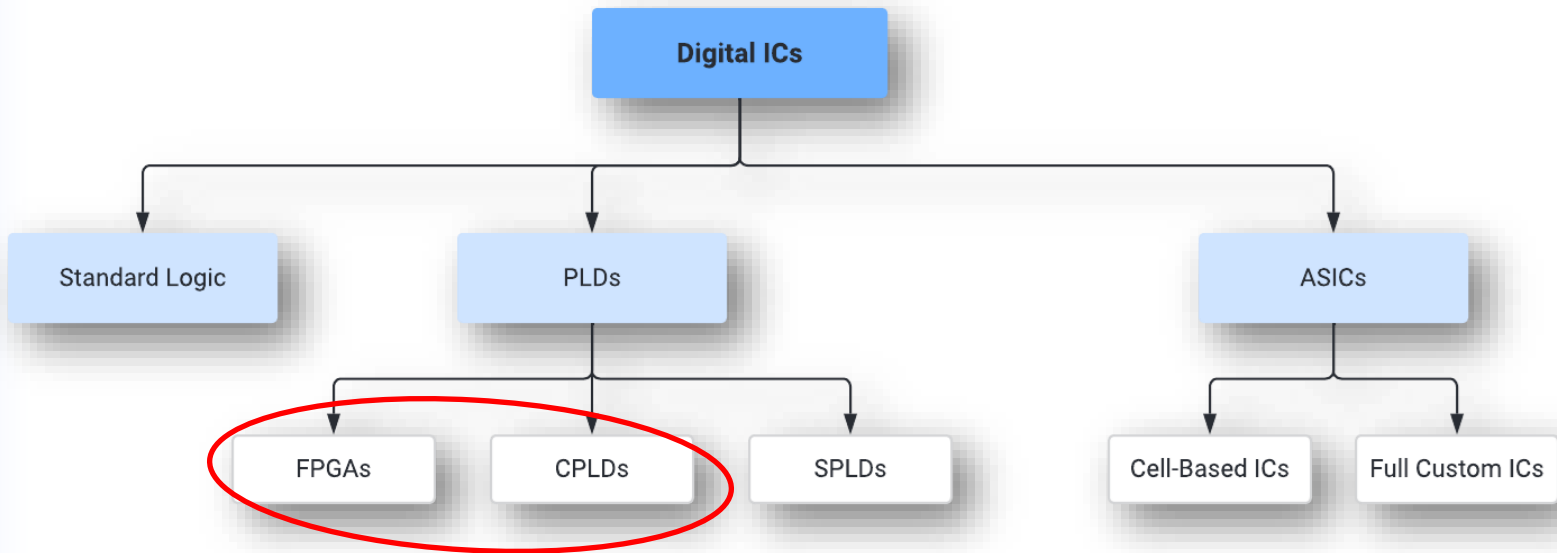 Digital ICs
Standard Logic
PLDs
ASICs
FPGAs
CPLDs
SPLDs
Cell-Based ICs
Full Custom ICs